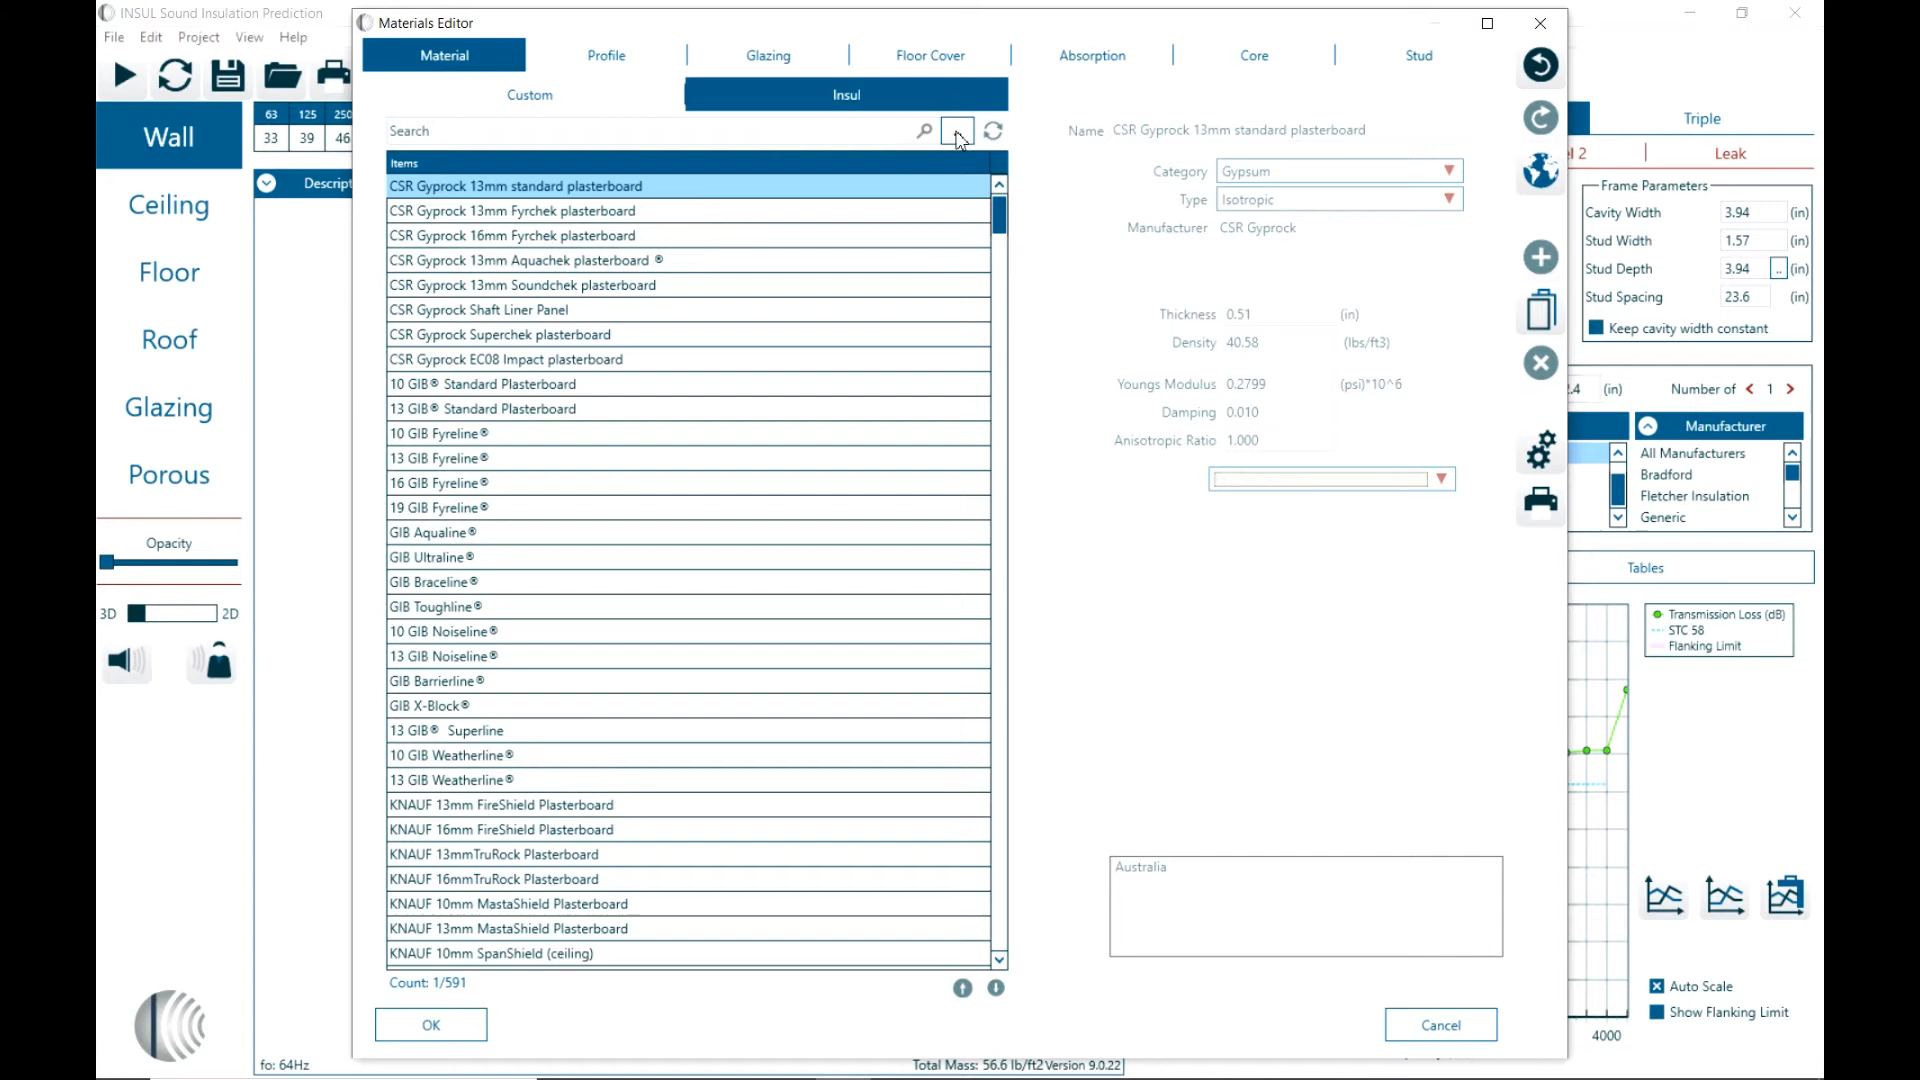 INSUL Sound Insulation Prediction
File Edit Project View Help
63 125 250
33 39 46
Descript
Wall
Ceiling
Floor
Roof
Glazing
Porous
Opacity
3D 2D
Materials Editor
Material Profile Glazing Floor Cover Absorption Core Stud
Custom Insul
Search
Items
CSR Gyprock 13mm standard plasterboard
CSR Gyprock 13mm Fyrchek plasterboard
CSR Gyprock 16mm Fyrchek plasterboard
CSR Gyprock 13mm Aquachek plasterboard ®
CSR Gyprock 13mm Soundchek plasterboard
CSR Gyprock Shaft Liner Panel
CSR Gyprock Superchek plasterboard
CSR Gyprock EC08 Impact plasterboard
10 GIB® Standard Plasterboard
13 GIB® Standard Plasterboard
10 GIB Fyreline®
13 GIB Fyreline®
16 GIB Fyreline®
19 GIB Fyreline®
GIB Aqualine®
GIB Ultraline®
GIB Braceline®
GIB Toughline®
10 GIB Noiseline®
13 GIB Noiseline®
GIB Barrierline®
GIB X-Block®
13 GIB® Superline
10 GIB Weatherline®
13 GIB Weatherline®
KNAUF 13mm FireShield Plasterboard
KNAUF 16mm FireShield Plasterboard
KNAUF 13mmTruRock Plasterboard
KNAUF 16mmTruRock Plasterboard
KNAUF 10mm MastaShield Plasterboard
KNAUF 13mm MastaShield Plasterboard
KNAUF 10mm SpanShield (ceiling)
Count: 1/591
OK
Name CSR Gyprock 13mm standard plasterboard
Category Gypsum
Type Isotropic
Manufacturer CSR Gyprock
Thickness 0.51 (in)
Density 40.58 (lbs/ft3)
Youngs Modulus 0.2799 (psi)*10^6
Damping 0.010
Anisotropic Ratio 1.000
Australia
Cancel
Triple
l 2 Leak
Frame Parameters
Cavity Width 3.94 (in)
Stud Width 1.57 (in)
Stud Depth 3.94 .. (in)
Stud Spacing 23.6 (in)
Keep cavity width constant
.4 (in) Number of < 1 >
Manufacturer
All Manufacturers
Bradford
Fletcher Insulation
Generic
Tables
Transmission Loss (dB)
STC 58
Flanking Limit
Auto Scale
Show Flanking Limit
4000
fo: 64Hz
Total Mass: 56.6 lb/ft2 Version 9.0.22